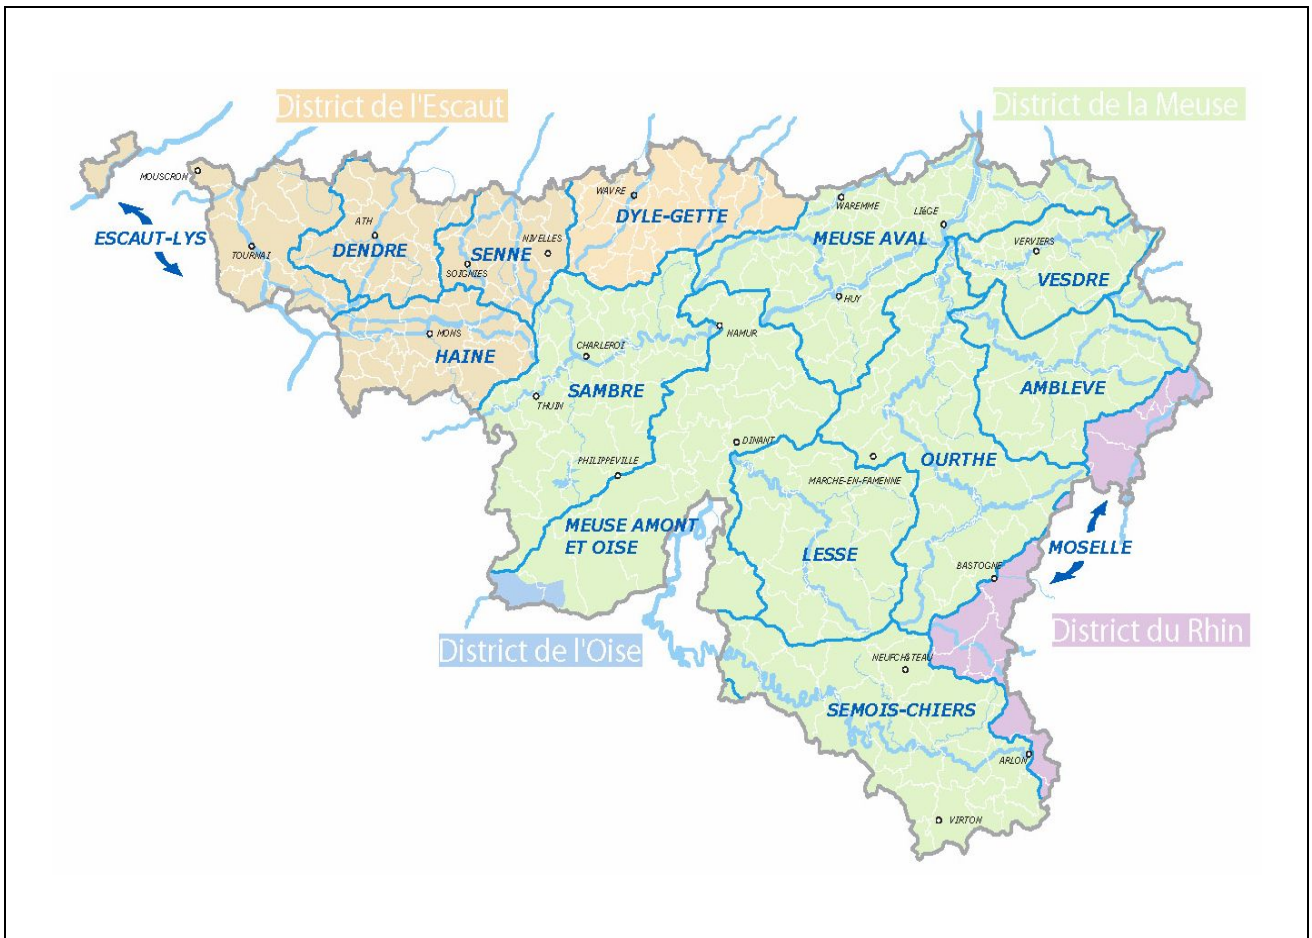 District de l'Escaut
District de la Meuse
MOUSCRON
WAVRE
WAREMME
LIéGE
DYLE-GETTE
ATH
ESCAUT-LYS
DENDRE
SENNE
NIVELLES
MEUSE AVAL
VERVIERS
TOURNAI
SOIGNIES
VESDRE
HUY
MONS
NAMUR
HAINE
CHARLEROI
SAMBRE
AMBLEVE
THUIN
DINANT
PHILIPPEVILLE
OURTHE
MARCHE-EN-FAMENNE
MEUSE AMONT
ET OISE
LESSE
MOSELLE
BASTOGNE
District de l'Oise
District du Rhin
NEUFCHâTEAU
SEMOIS-CHIERS
ARLON
VIRTON